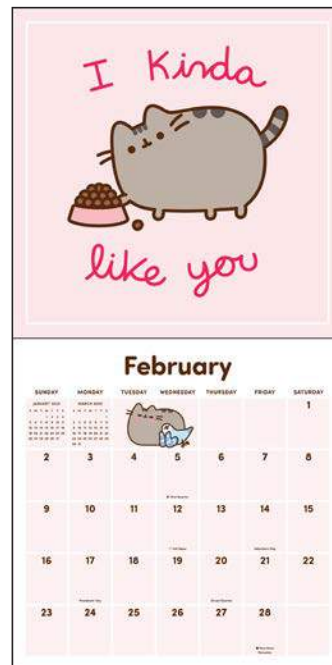 I Kinda
like you
February
SUNDAY MONDAY TUESDAY WEDNESDAY THURSDAY FRIDAY SATURDAY
1
2 3 4 5 6 7 8
9 10 11 12 13 14 15
16 17 18 19 20 21 22
Presidents' Day
23 24 25 26 27 28